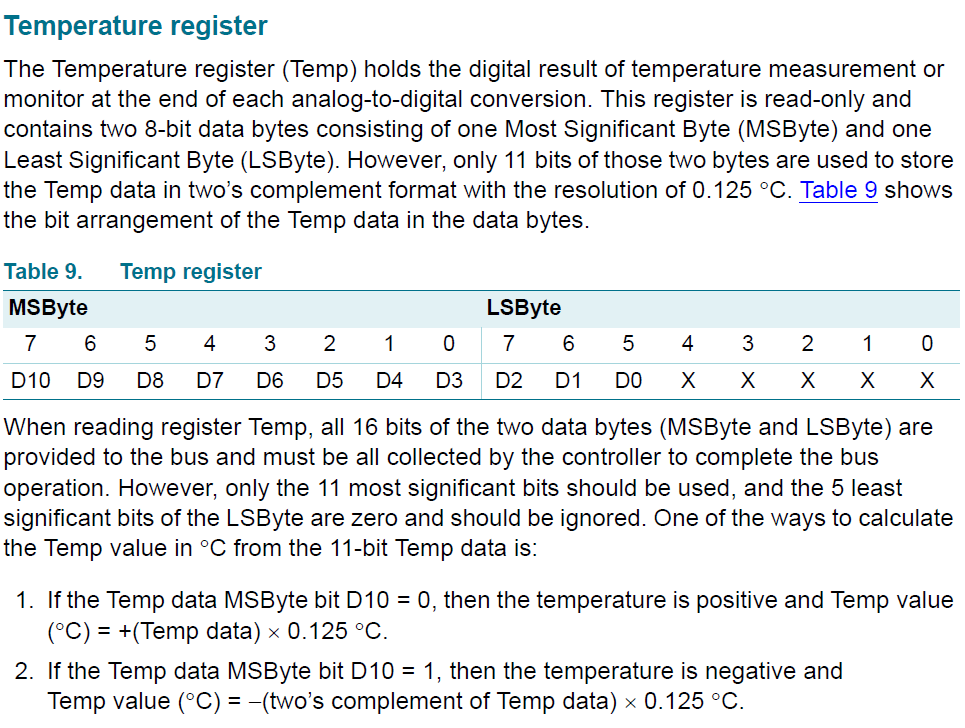 Temperature register
The Temperature register (Temp) holds the digital result of temperature measurement or
monitor at the end of each analog-to-digital conversion. This register is read-only and
contains two 8-bit data bytes consisting of one Most Significant Byte (MSByte) and one
Least Significant Byte (LSByte). However, only 11 bits of those two bytes are used to store
the Temp data in two’s complement format with the resolution of 0.125 °C. Table 9 shows
the bit arrangement of the Temp data in the data bytes.
Table 9. Temp register
MSByte LSByte
7 6 5 4 3 2 1 0 7 6 5 4 3 2 1 0
D10 D9 D8 D7 D6 D5 D4 D3 D2 D1 D0 X X X X X
When reading register Temp, all 16 bits of the two data bytes (MSByte and LSByte) are
provided to the bus and must be all collected by the controller to complete the bus
operation. However, only the 11 most significant bits should be used, and the 5 least
significant bits of the LSByte are zero and should be ignored. One of the ways to calculate
the Temp value in °C from the 11-bit Temp data is:
1. If the Temp data MSByte bit D10 = 0, then the temperature is positive and Temp value
(°C) = +(Temp data) × 0.125 °C.
2. If the Temp data MSByte bit D10 = 1, then the temperature is negative and
Temp value (°C) = −(two’s complement of Temp data) × 0.125 °C.